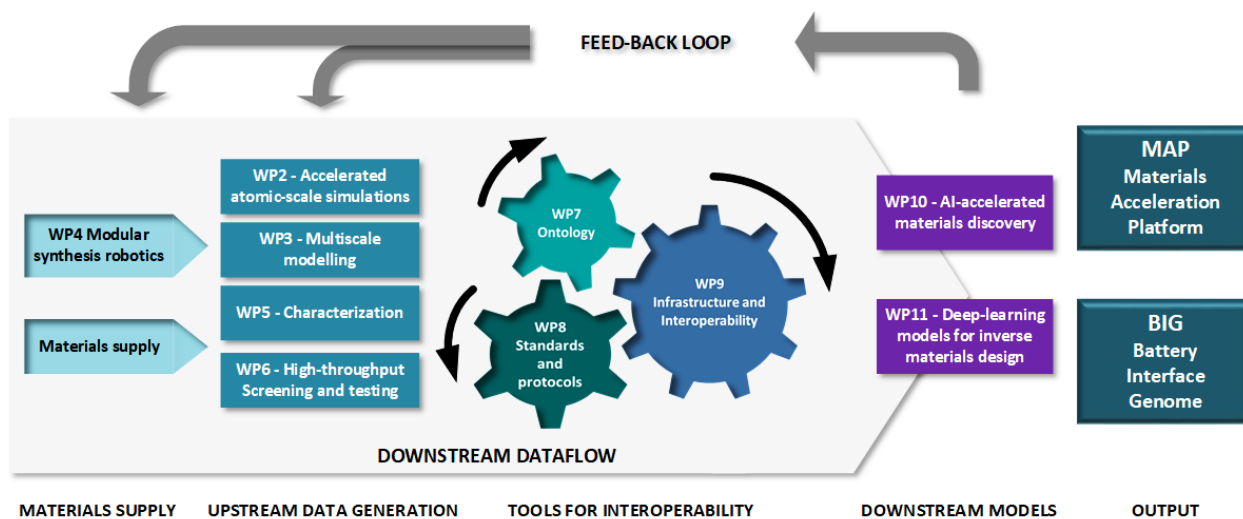 FEED-BACK LOOP
WP4 Modular
synthesis robotics
Materials supply
WP2 - Accelerated
atomic-scale simulations
WP3 - Multiscale
modelling
WP5 - Characterization
WP6 - High-throughput
Screening and testing
WP7
Ontology
WP8
Standards
and
protocols
WP9
Infrastructure and
Interoperability
WP10 - AI-accelerated
materials discovery
WP11 - Deep-learning
models for inverse
materials design
MAP
Materials
Acceleration
Platform
BIG
Battery
Interface
Genome
DOWNSTREAM DATAFLOW
MATERIALS SUPPLY
UPSTREAM DATA GENERATION
TOOLS FOR INTEROPERABILITY
DOWNSTREAM MODELS
OUTPUT